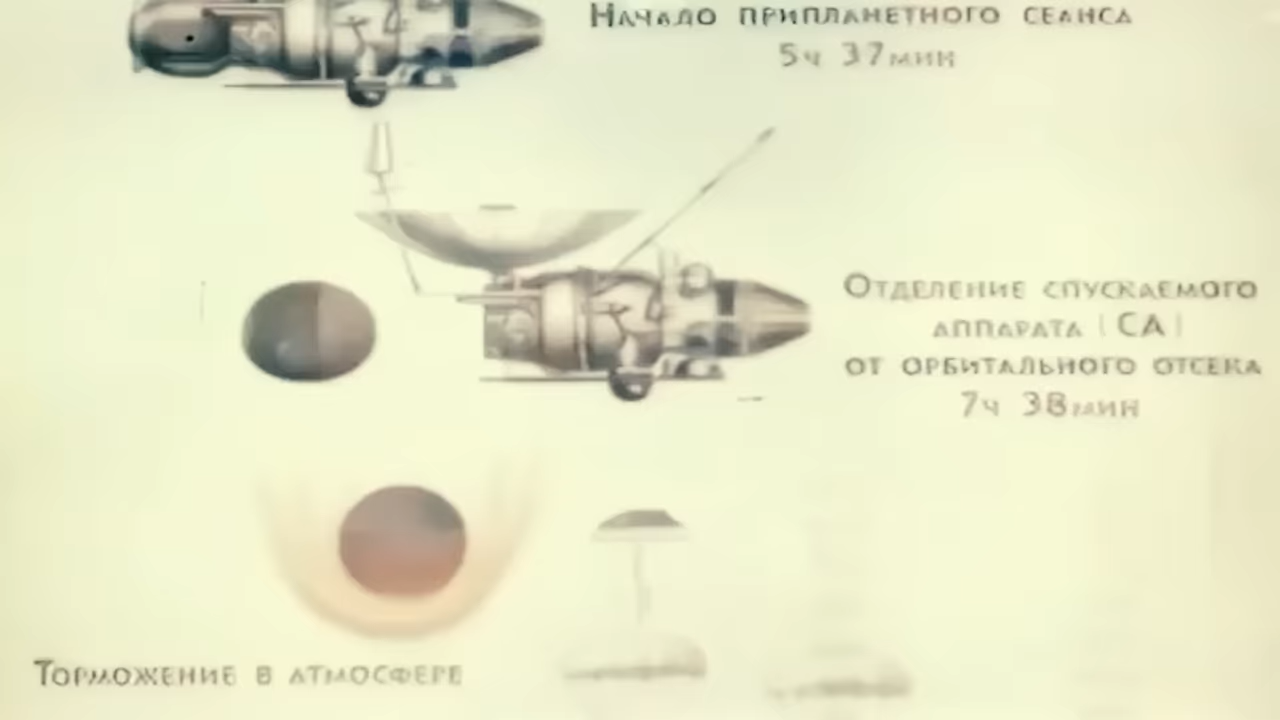 Начало припланетного сеанса
5ч 37мин
Отделение спускаемого
аппарата (СА)
от орбитального отсека
7ч 38мин
Торможение в атмосфере